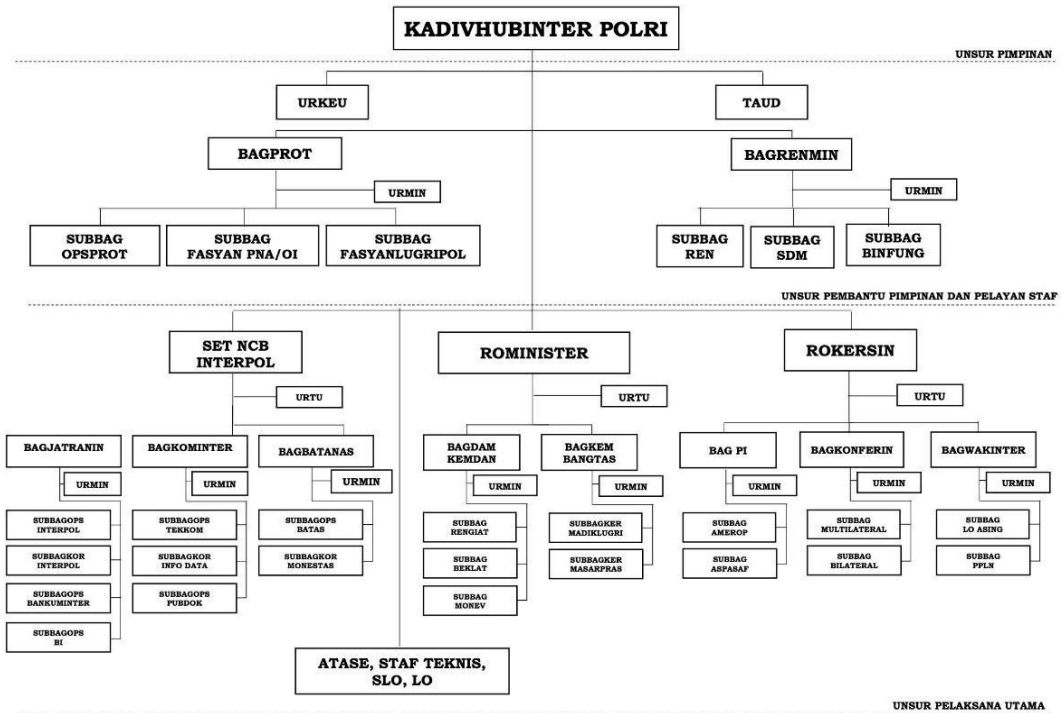 KADIVHUBINTER POLRI
UNSUR PIMPINAN
URKEU
TAUD
BAGPROT
BAGRENMIN
URMIN
URMIN
SUBBAG
OPSPROT
SUBBAG
FASYAN PNA/OI
SUBBAG
FASYANLUGRIPOL
SUBBAG
REN
SUBBAG
SDM
SUBBAG
BINFUNG
UNSUR PEMBANTU PIMPINAN DAN PELAYAN STAF
SET NCB
INTERPOL
ROMINISTER
ROKERSIN
URTU
URTU
URTU
BAGJATRANIN
BAGKOMINTER
BAGBATANAS
BAGDAM
KEMDAN
BAGKEM
BANGTAS
BAG PI
BAGKONFERIN
BAGWAKINTER
URMIN
URMIN
URMIN
URMIN
URMIN
URMIN
URMIN
URMIN
SUBBAGOPS
INTERPOL
SUBBAGOPS
TEKKOM
SUBBAGOPS
BATAS
SUBBAG
RENGIAT
SUBBAGKER
MADIKLUGRI
SUBBAG
AMEROP
SUBBAG
MULTILATERAL
SUBBAG
LO ASING
SUBBAGKOR
INTERPOL
SUBBAGKOR
INFO DATA
SUBBAGKOR
MONESTAS
SUBBAG
BEKLAT
SUBBAGKER
MASARPRAS
SUBBAG
ASPASAF
SUBBAG
BILATERAL
SUBBAG
PPLN
SUBBAGOPS
BANKUMINTER
SUBBAGOPS
PUBDOK
SUBBAG
MONEV
SUBBAGOPS
BI
ATASE, STAF TEKNIS,
SLO, LO
UNSUR PELAKSANA UTAMA